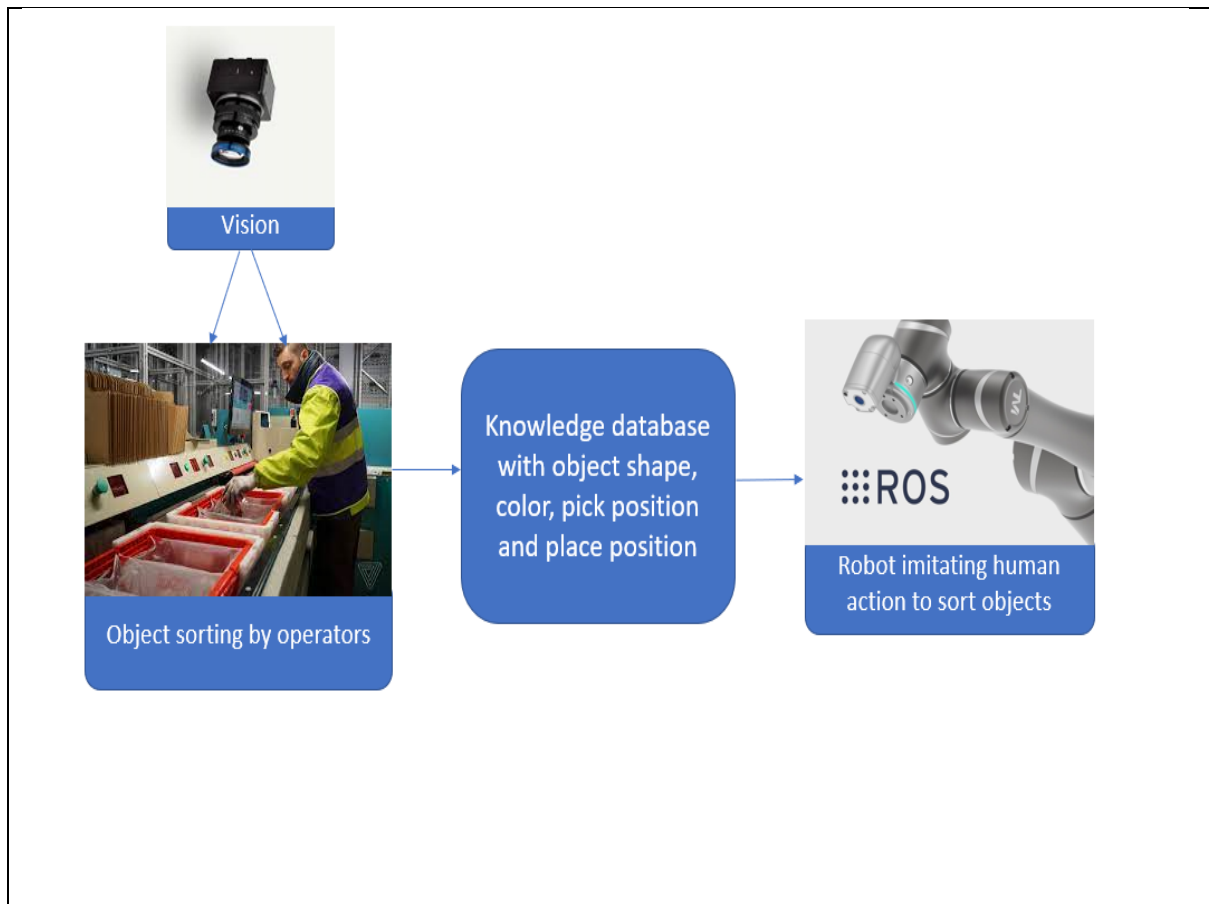 Vision
Object sorting by operators
Knowledge database
with object shape,
color, pick position
and place position
TM
ROS
Robot imitating human
action to sort objects